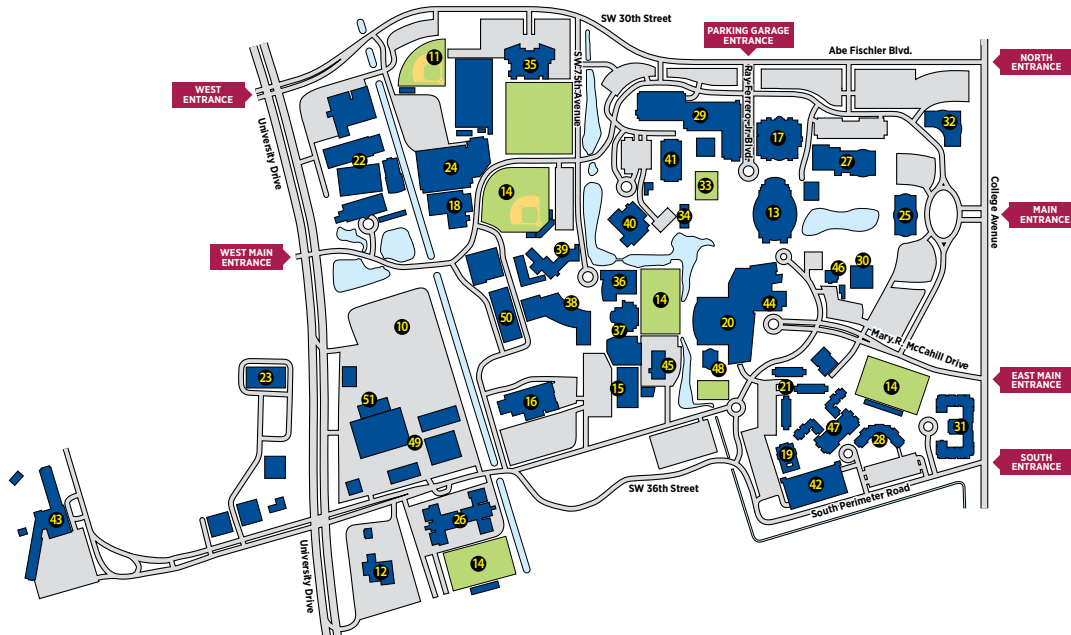 SW 30th Street
PARKING GARAGE
ENTRANCE
Abe Fischler Blvd.
NORTH
ENTRANCE
11
35
SW 75th Avenue
Ray Ferrero, Jr. Blvd.
WEST
ENTRANCE
University Drive
29
32
17
22
24
41
27
College Avenue
14
33
18
13
34
25
MAIN
ENTRANCE
40
WEST MAIN
ENTRANCE
39
30
46
36
14
38
44
10
50
20
37
Mary R. McCahill Drive
45
48
23
EAST MAIN
ENTRANCE
21
14
15
51
16
47
31
28
49
19
SOUTH
ENTRANCE
42
SW 36th Street
South Perimeter Road
43
26
14
12
University Drive